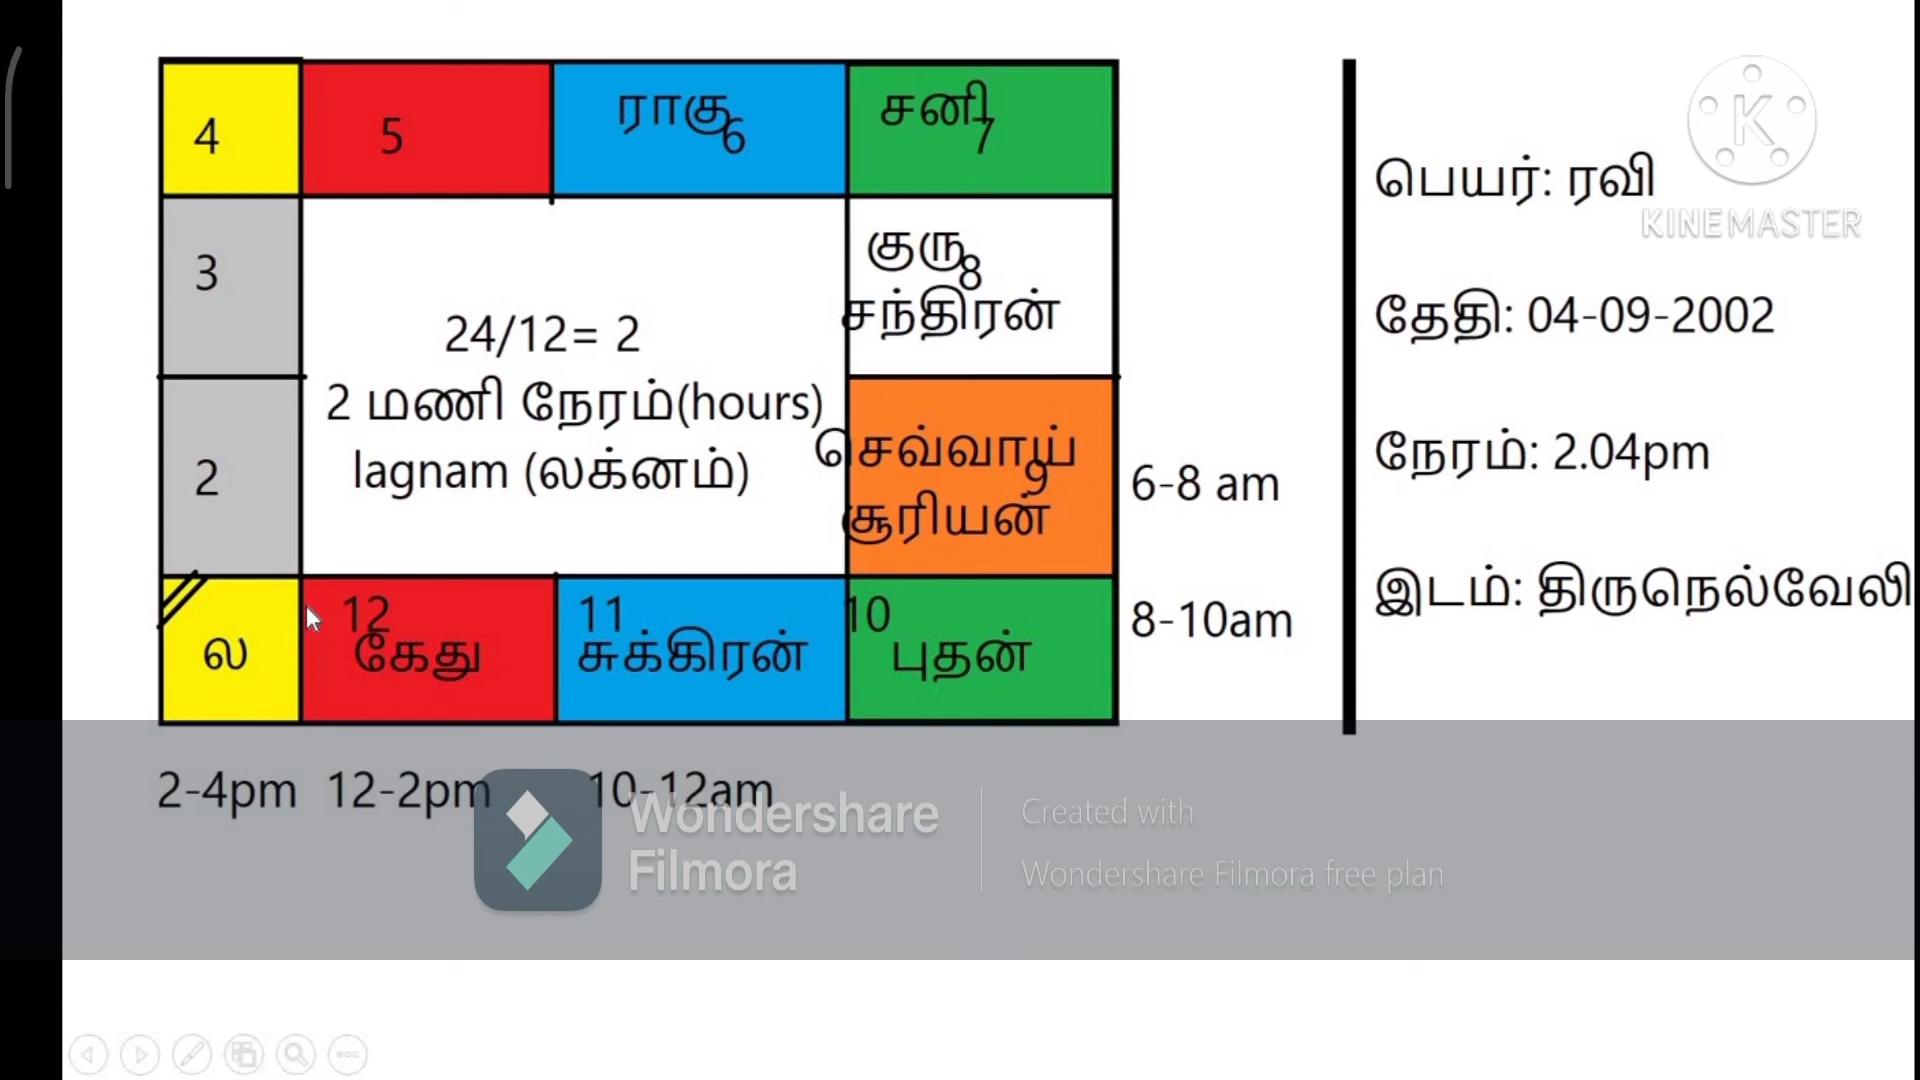 4
5
ராகு
6
சனி
7
3
குரு
8
சந்திரன்
24/12= 2
2 மணி நேரம்(hours)
lagnam (லக்னம்)
2
செவ்வாய்
9
சூரியன்
6-8 am
ல
12
கேது
11
சுக்கிரன்
10
புதன்
8-10am
2-4pm
12-2pm
10-12am
பெயர்: ரவி
தேதி: 04-09-2002
நேரம்: 2.04pm
இடம்: திருநெல்வேலி
K
KINEMASTER
Wondershare
Filmora
Created with
Wondershare Filmora free plan